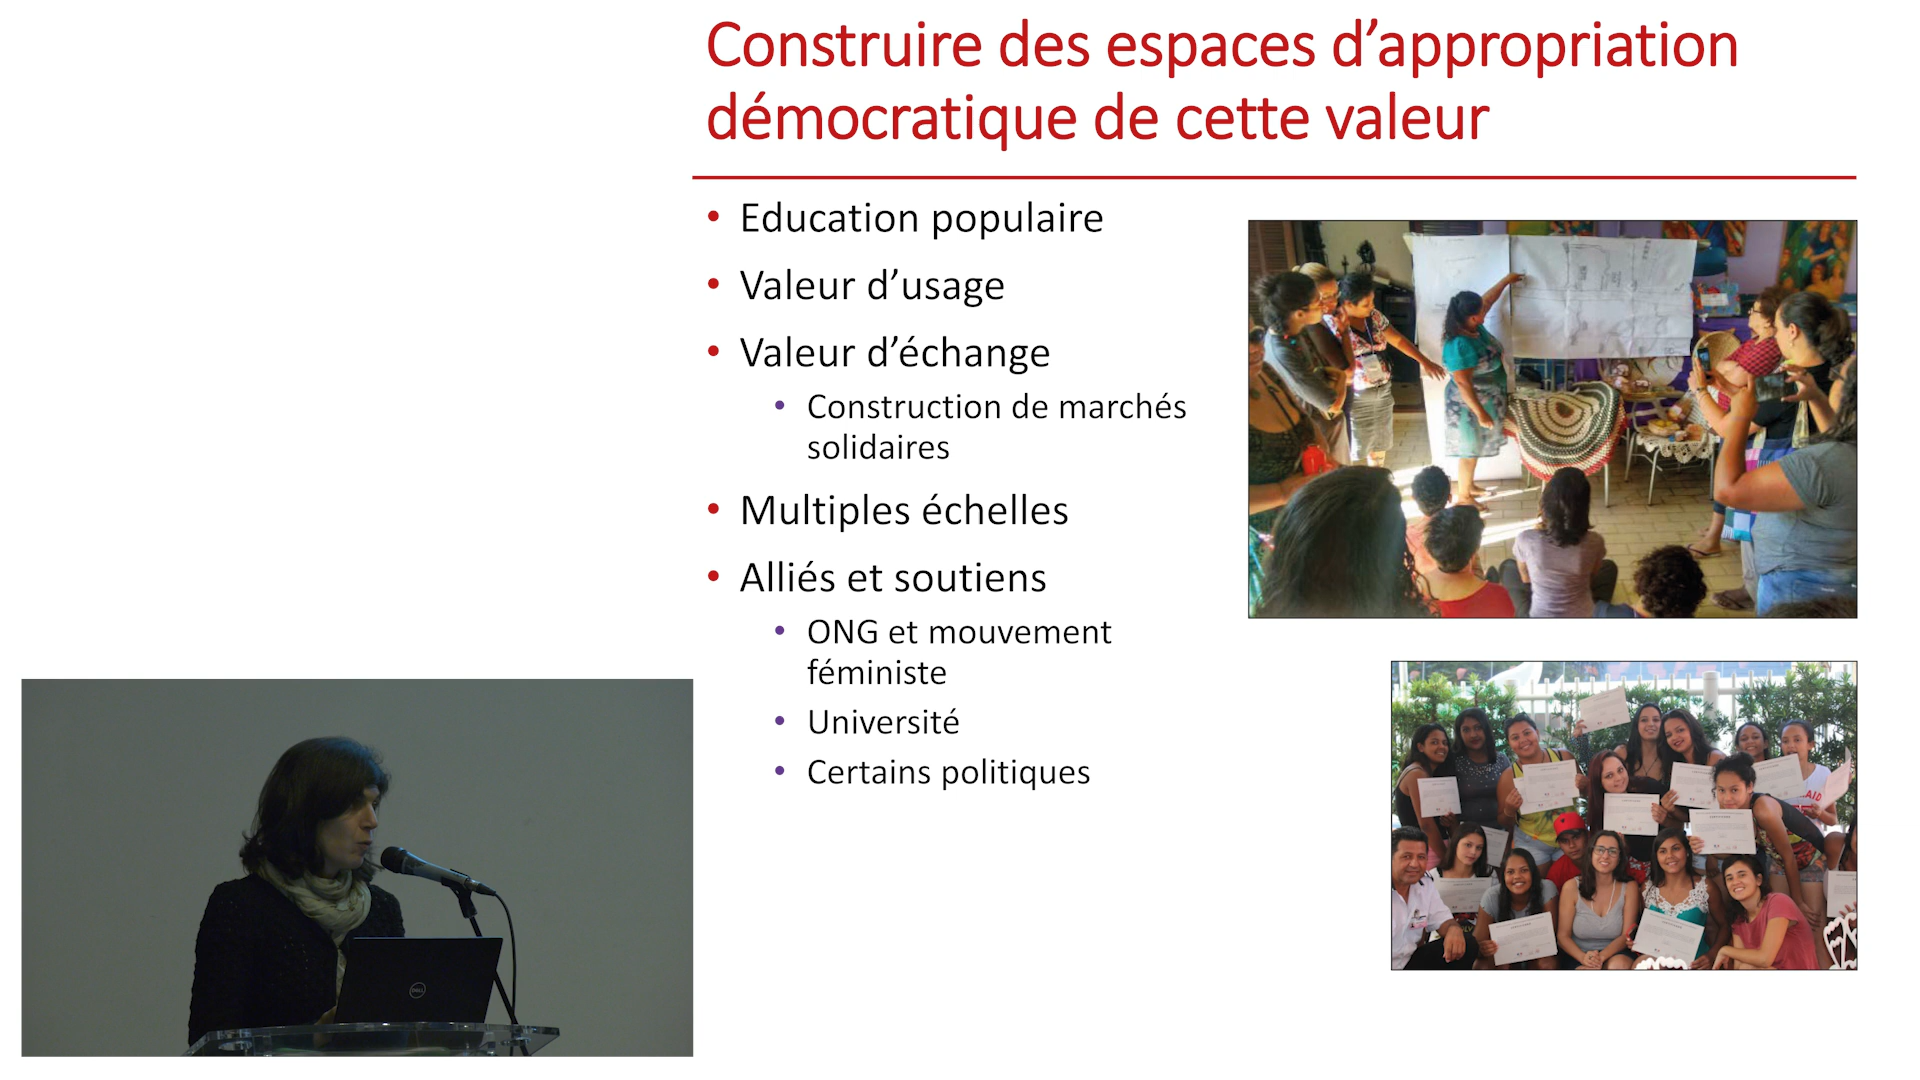 Construire des espaces d’appropriation
démocratique de cette valeur
• Education populaire
• Valeur d’usage
• Valeur d’échange
• Construction de marchés
solidaires
• Multiples échelles
• Alliés et soutiens
• ONG et mouvement
féministe
• Université
• Certains politiques
DELL